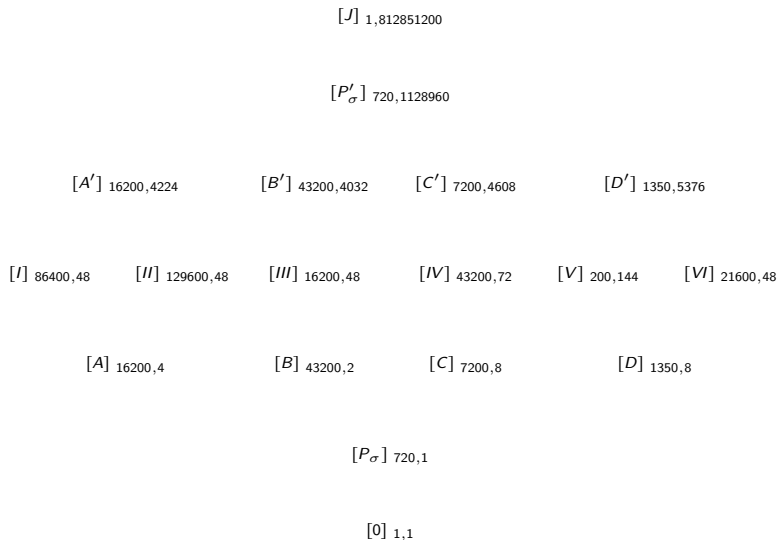 [J] 1,812851200
[P′σ] 720,1128960
[A′] 16200,4224 [B′] 43200,4032 [C′] 7200,4608 [D′] 1350,5376
[I] 86400,48 [II] 129600,48 [III] 16200,48 [IV] 43200,72 [V] 200,144 [VI] 21600,48
[A] 16200,4 [B] 43200,2 [C] 7200,8 [D] 1350,8
[Pσ] 720,1
[0] 1,1